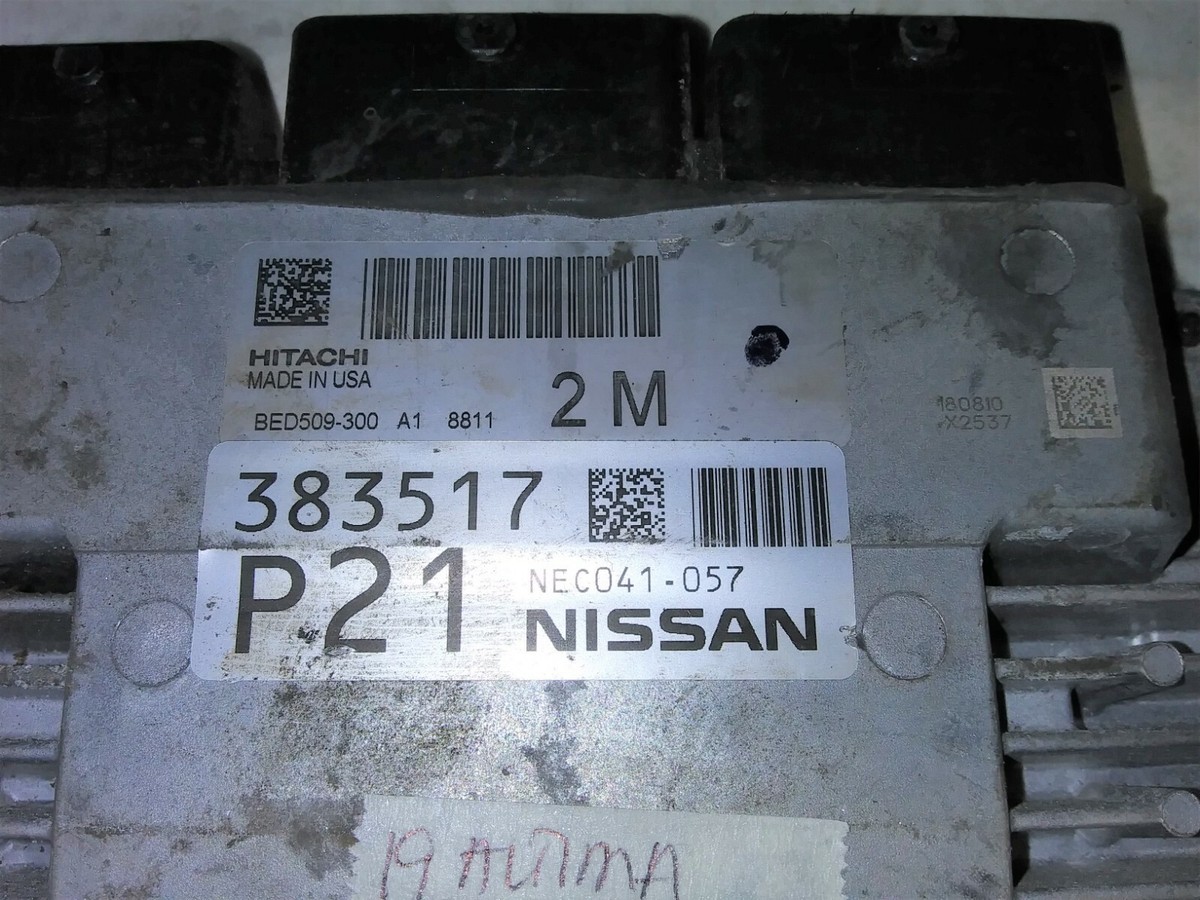 HITACHI
MADE IN USA
BED509-300 A1 8811 2M
180810
X2537
383517
P21
NEC041-057
NISSAN
19 ALTIMA